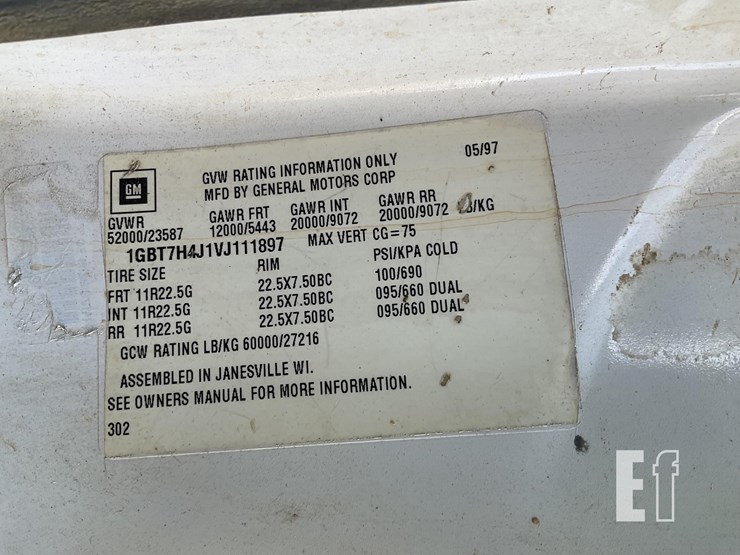 GM
GVW RATING INFORMATION ONLY 05/97
MFD BY GENERAL MOTORS CORP
GVWR GAWR FRT GAWR INT GAWR RR
52000/23587 12000/5443 20000/9072 20000/9072 LB/KG
1GBT7H4J1VJ111897 MAX VERT CG=75
TIRE SIZE RIM PSI/KPA COLD
FRT 11R22.5G 22.5X7.50BC 100/690
INT 11R22.5G 22.5X7.50BC 095/660 DUAL
RR 11R22.5G 22.5X7.50BC 095/660 DUAL
GCW RATING LB/KG 60000/27216
ASSEMBLED IN JANESVILLE WI.
SEE OWNERS MANUAL FOR MORE INFORMATION.
302
Ef